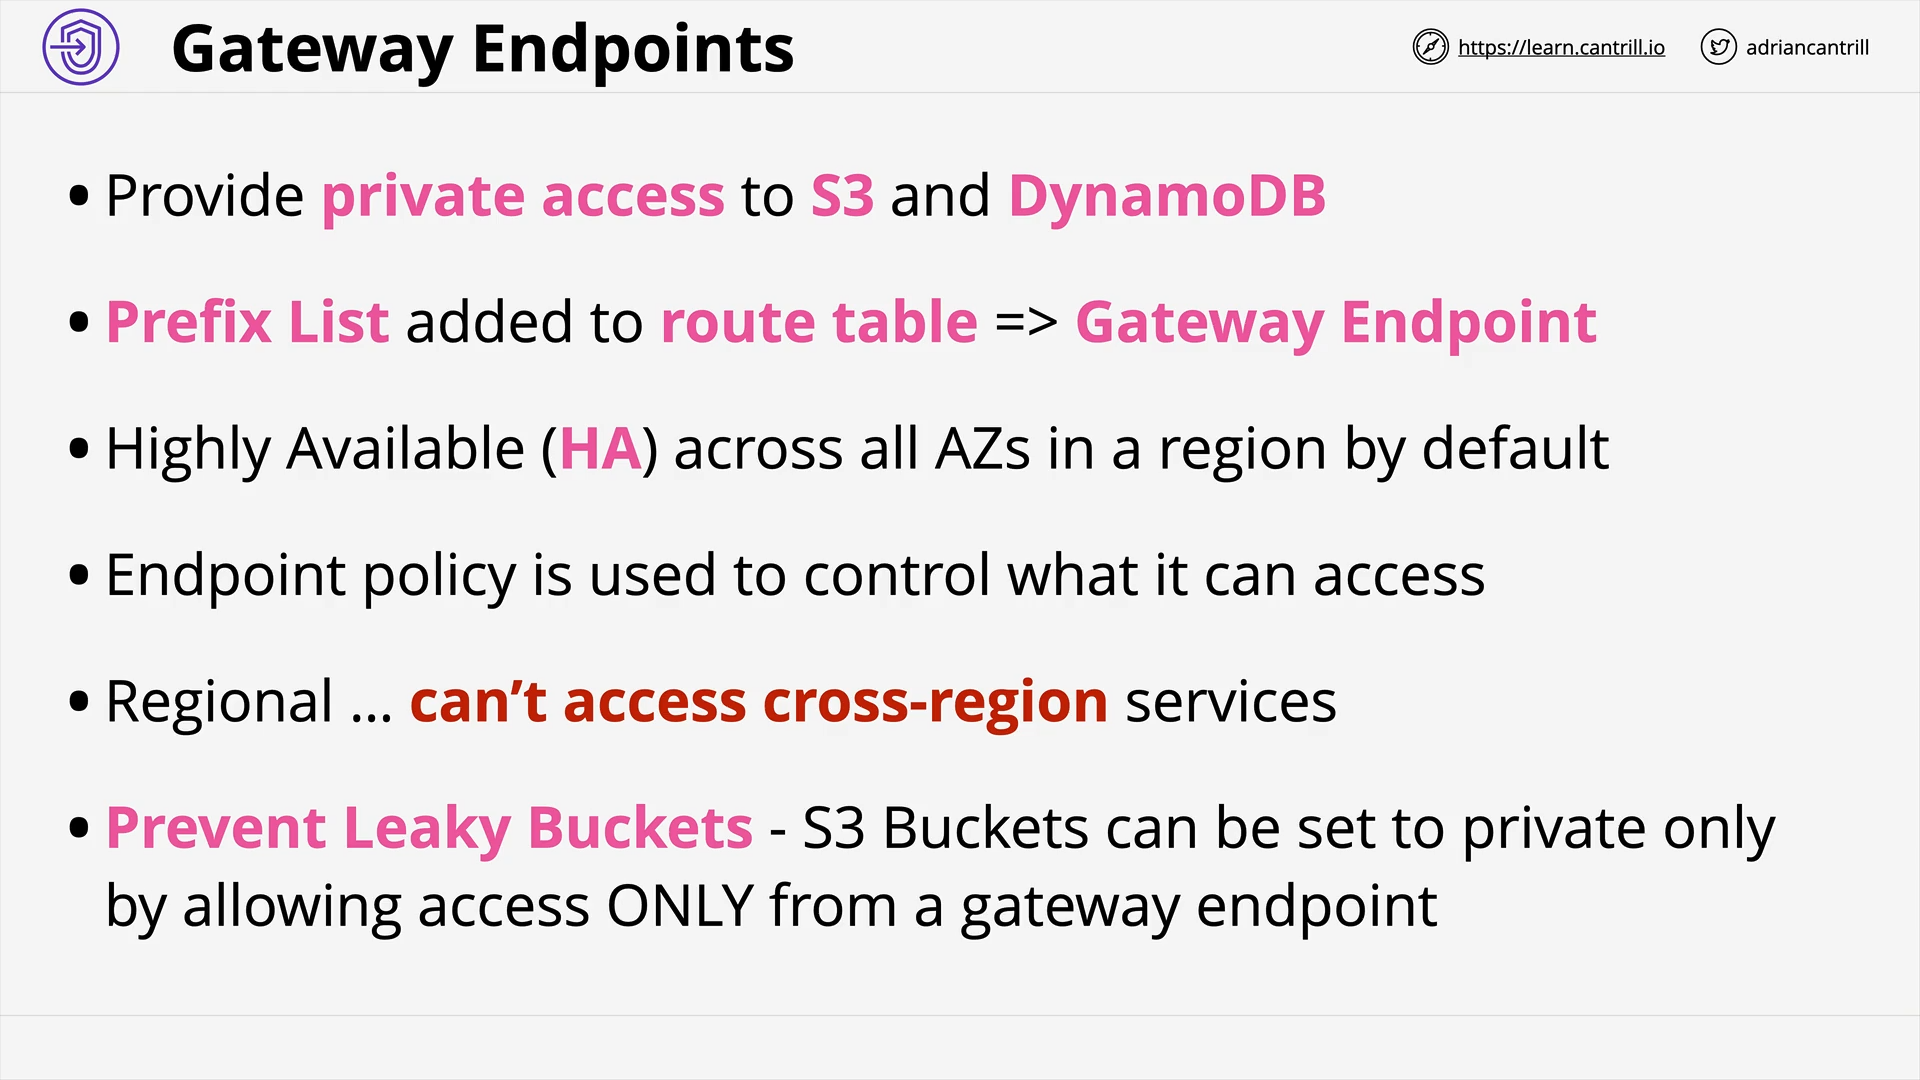 Gateway Endpoints
https://learn.cantrill.io
adriancantrill
• Provide private access to S3 and DynamoDB
• Prefix List added to route table => Gateway Endpoint
• Highly Available (HA) across all AZs in a region by default
• Endpoint policy is used to control what it can access
• Regional ... can’t access cross-region services
• Prevent Leaky Buckets - S3 Buckets can be set to private only
by allowing access ONLY from a gateway endpoint